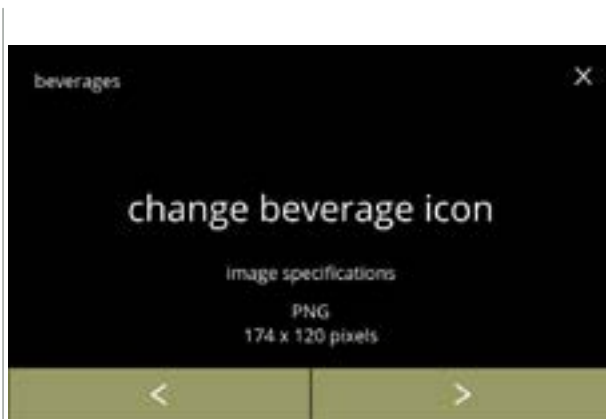 beverages
×
change beverage icon
image specifications
PNG
174 x 120 pixels
< >